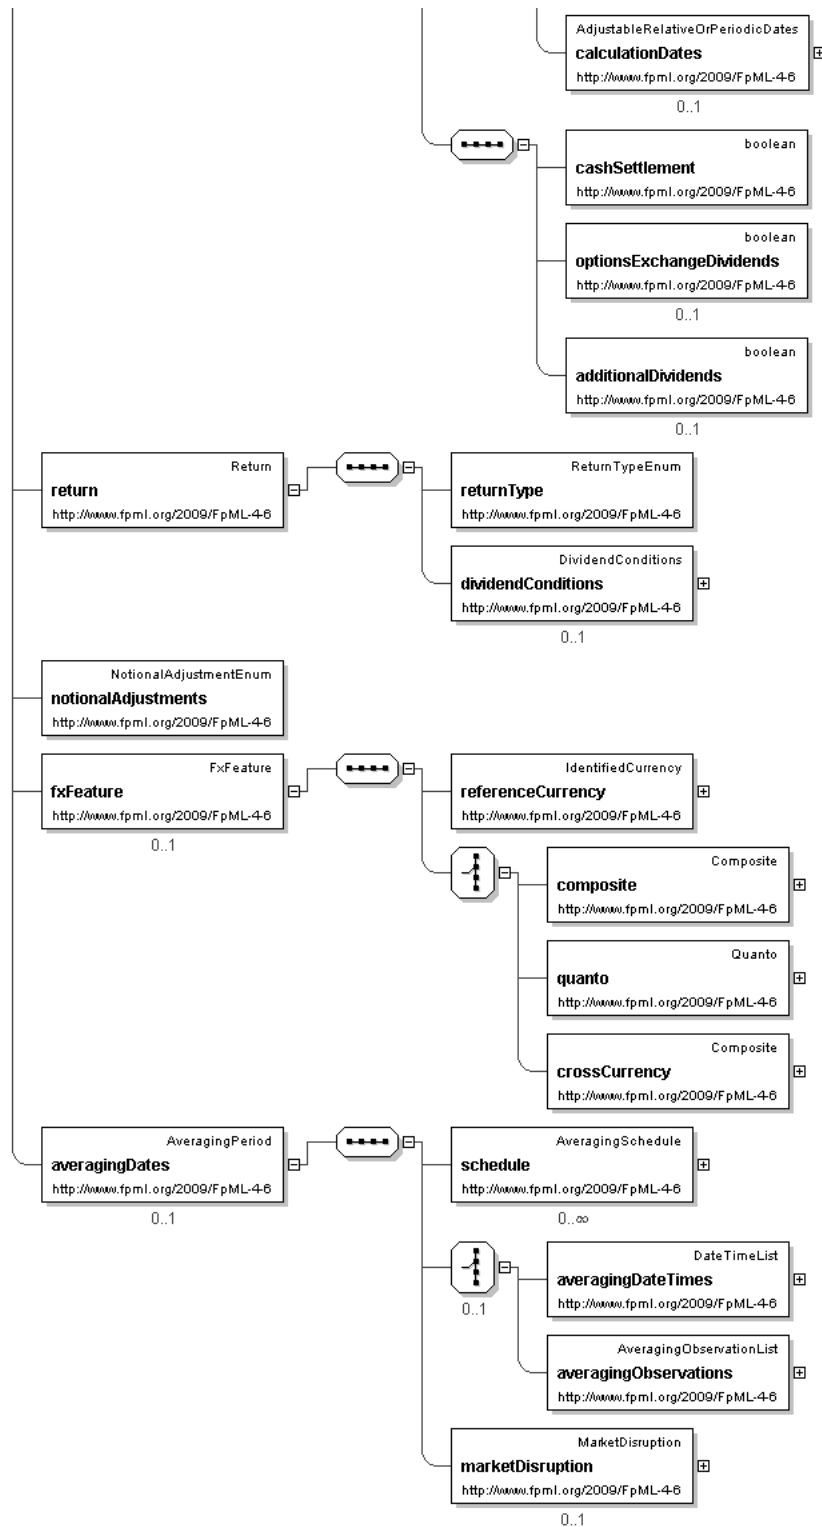 AdjustableRelativeOrPeriodicDates
calculationDates
http://www.fpml.org/2009/FpML-4-6
0..1
boolean
cashSettlement
http://www.fpml.org/2009/FpML-4-6
boolean
optionsExchangeDividends
http://www.fpml.org/2009/FpML-4-6
0..1
boolean
additionalDividends
http://www.fpml.org/2009/FpML-4-6
0..1
Return
return
http://www.fpml.org/2009/FpML-4-6
ReturnTypeEnum
returnType
http://www.fpml.org/2009/FpML-4-6
DividendConditions
dividendConditions
http://www.fpml.org/2009/FpML-4-6
0..1
NotionalAdjustmentEnum
notionalAdjustments
http://www.fpml.org/2009/FpML-4-6
FxFeature
fxFeature
http://www.fpml.org/2009/FpML-4-6
0..1
IdentifiedCurrency
referenceCurrency
http://www.fpml.org/2009/FpML-4-6
Composite
composite
http://www.fpml.org/2009/FpML-4-6
Quanto
quanto
http://www.fpml.org/2009/FpML-4-6
Composite
crossCurrency
http://www.fpml.org/2009/FpML-4-6
AveragingPeriod
averagingDates
http://www.fpml.org/2009/FpML-4-6
0..1
AveragingSchedule
schedule
http://www.fpml.org/2009/FpML-4-6
0..∞
0..1
DateTimeList
averagingDateTimes
http://www.fpml.org/2009/FpML-4-6
AveragingObservationList
averagingObservations
http://www.fpml.org/2009/FpML-4-6
MarketDisruption
marketDisruption
http://www.fpml.org/2009/FpML-4-6
0..1